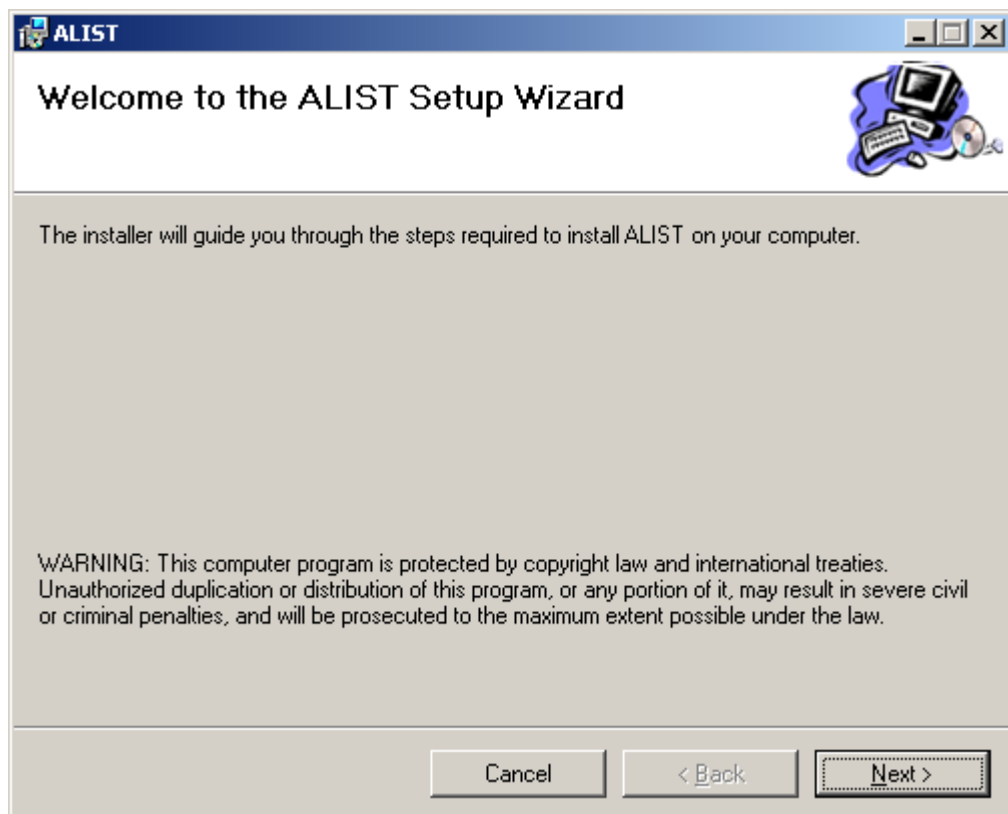 ALIST
Welcome to the ALIST Setup Wizard
The installer will guide you through the steps required to install ALIST on your computer.
WARNING: This computer program is protected by copyright law and international treaties.
Unauthorized duplication or distribution of this program, or any portion of it, may result in severe civil
or criminal penalties, and will be prosecuted to the maximum extent possible under the law.
Cancel
< Back
Next >